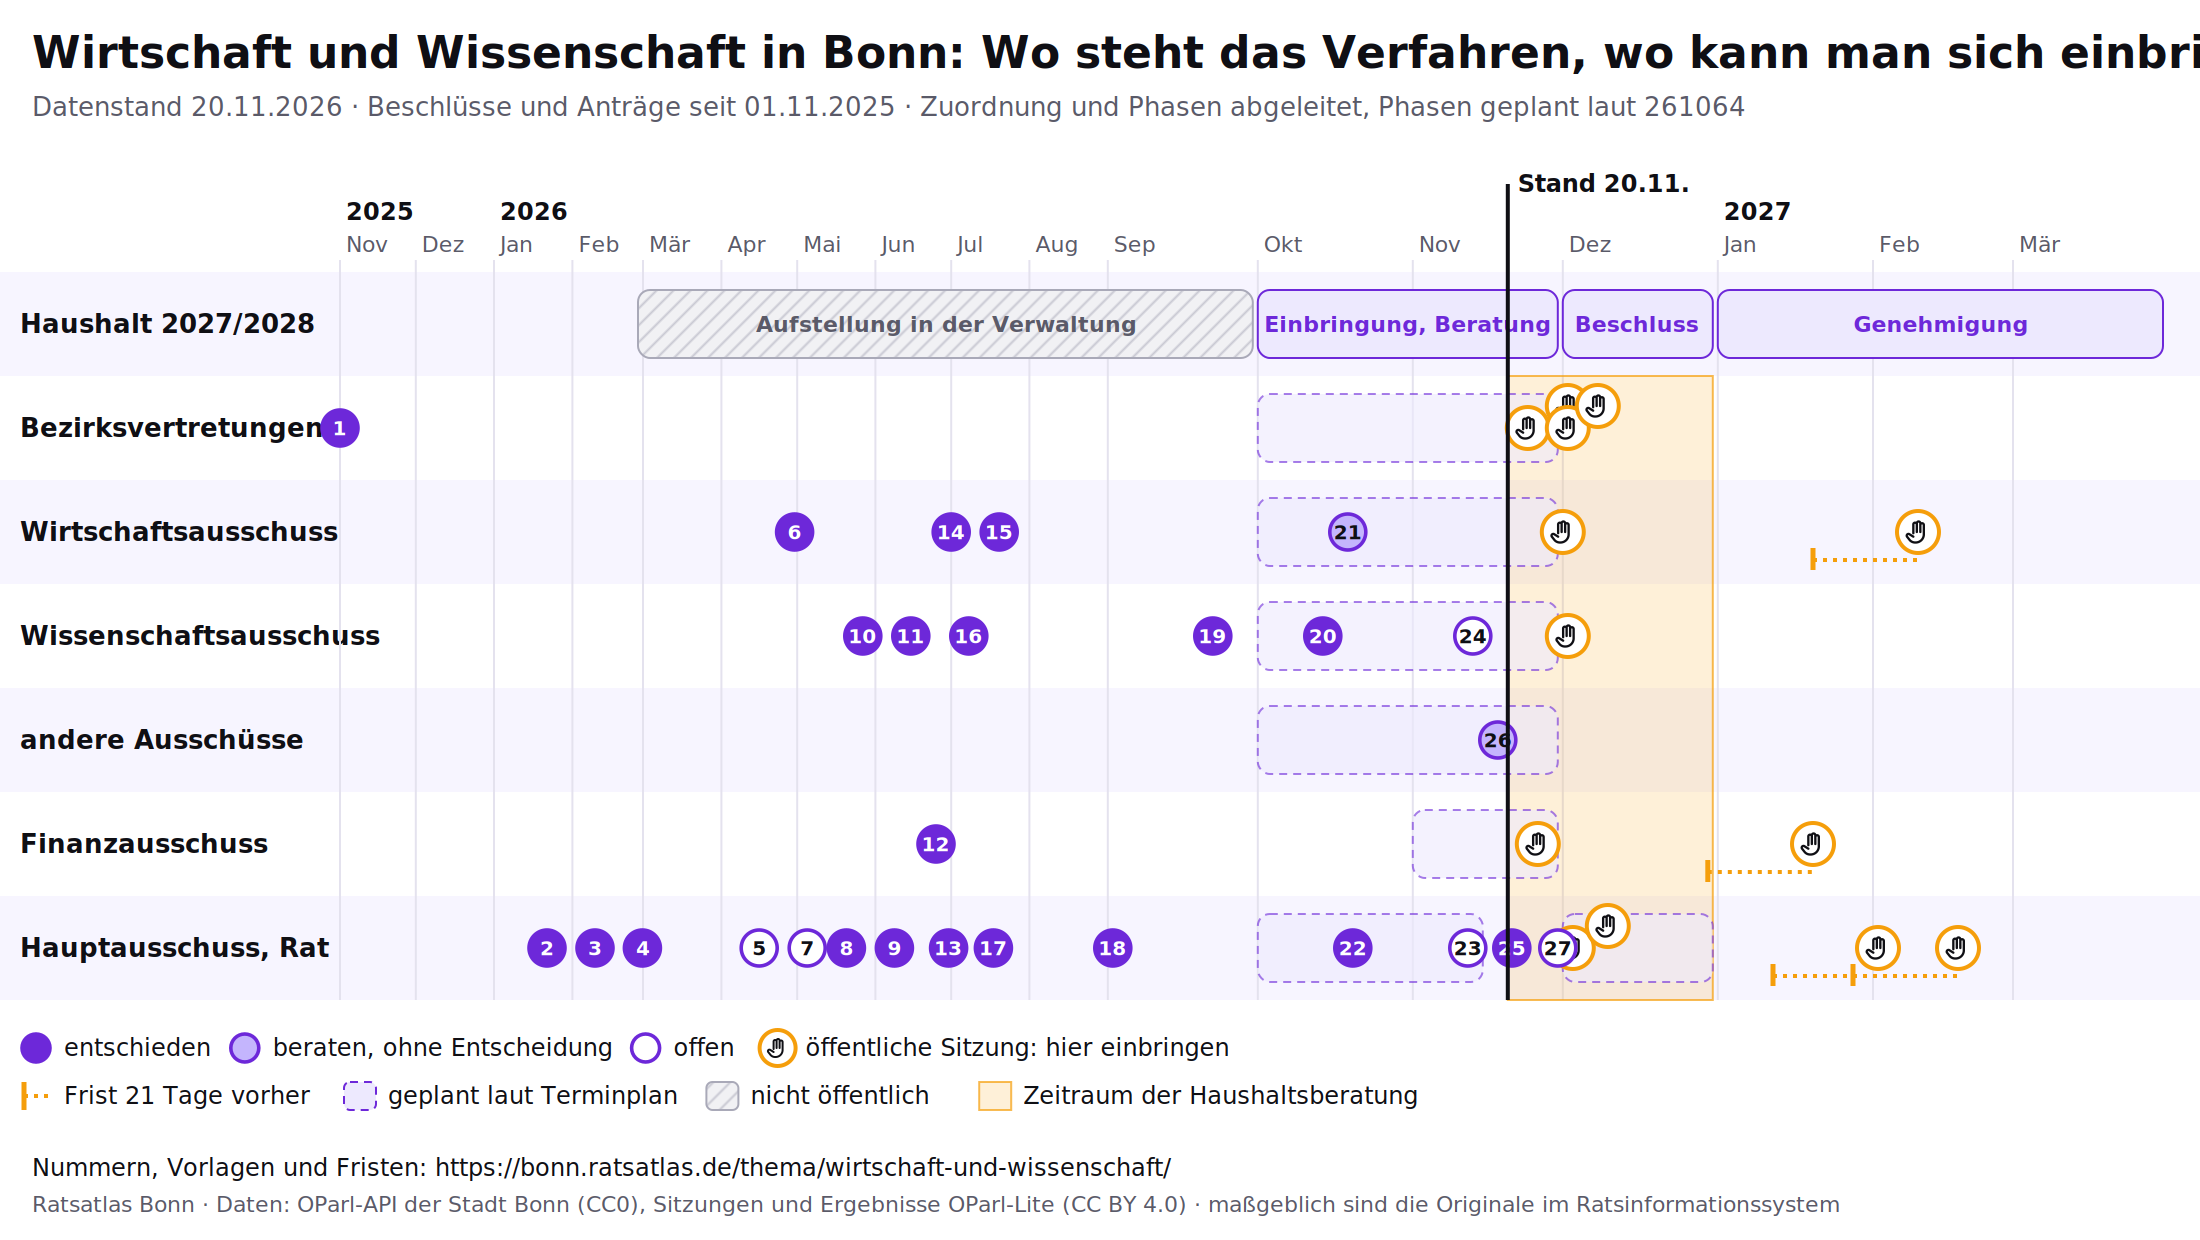 Wirtschaft und Wissenschaft in Bonn: Wo steht das Verfahren, wo kann man sich einbri
Datenstand 20.11.2026 · Beschlüsse und Anträge seit 01.11.2025 · Zuordnung und Phasen abgeleitet, Phasen geplant laut 261064
Stand 20.11.
2025 2026 2027
Nov Dez Jan Feb Mär Apr Mai Jun Jul Aug Sep Okt Nov Dez Jan Feb Mär
Haushalt 2027/2028 Aufstellung in der Verwaltung Einbringung, Beratung Beschluss Genehmigung
Bezirksvertretungen 1
Wirtschaftsausschuss 6 14 15 21
Wissenschaftsausschuss 10 11 16 19 20 24
andere Ausschüsse 26
Finanzausschuss 12
Hauptausschuss, Rat 2 3 4 5 7 8 9 13 17 18 22 23 25 27
entschieden beraten, ohne Entscheidung offen öffentliche Sitzung: hier einbringen
Frist 21 Tage vorher geplant laut Terminplan nicht öffentlich Zeitraum der Haushaltsberatung
Nummern, Vorlagen und Fristen: https://bonn.ratsatlas.de/thema/wirtschaft-und-wissenschaft/
Ratsatlas Bonn · Daten: OParl-API der Stadt Bonn (CC0), Sitzungen und Ergebnisse OParl-Lite (CC BY 4.0) · maßgeblich sind die Originale im Ratsinformationssystem